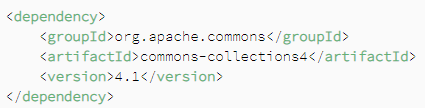 <dependency>
    <groupId>org.apache.commons</groupId>
    <artifactId>commons-collections4</artifactId>
    <version>4.1</version>
</dependency>